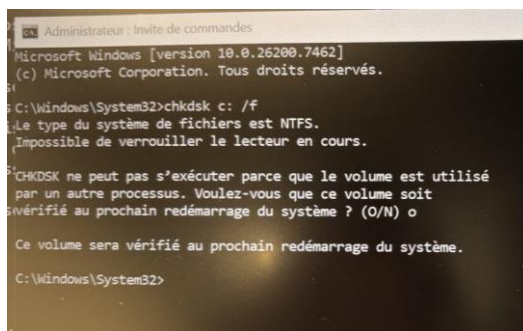 Administrateur : Invite de commandes
Microsoft Windows [version 10.0.26200.7462]
(c) Microsoft Corporation. Tous droits réservés.
C:\Windows\System32>chkdsk c: /f
Le type du système de fichiers est NTFS.
Impossible de verrouiller le lecteur en cours.
CHKDSK ne peut pas s’exécuter parce que le volume est utilisé
par un autre processus. Voulez-vous que ce volume soit
vérifié au prochain redémarrage du système ? (O/N) o
Ce volume sera vérifié au prochain redémarrage du système.
C:\Windows\System32>